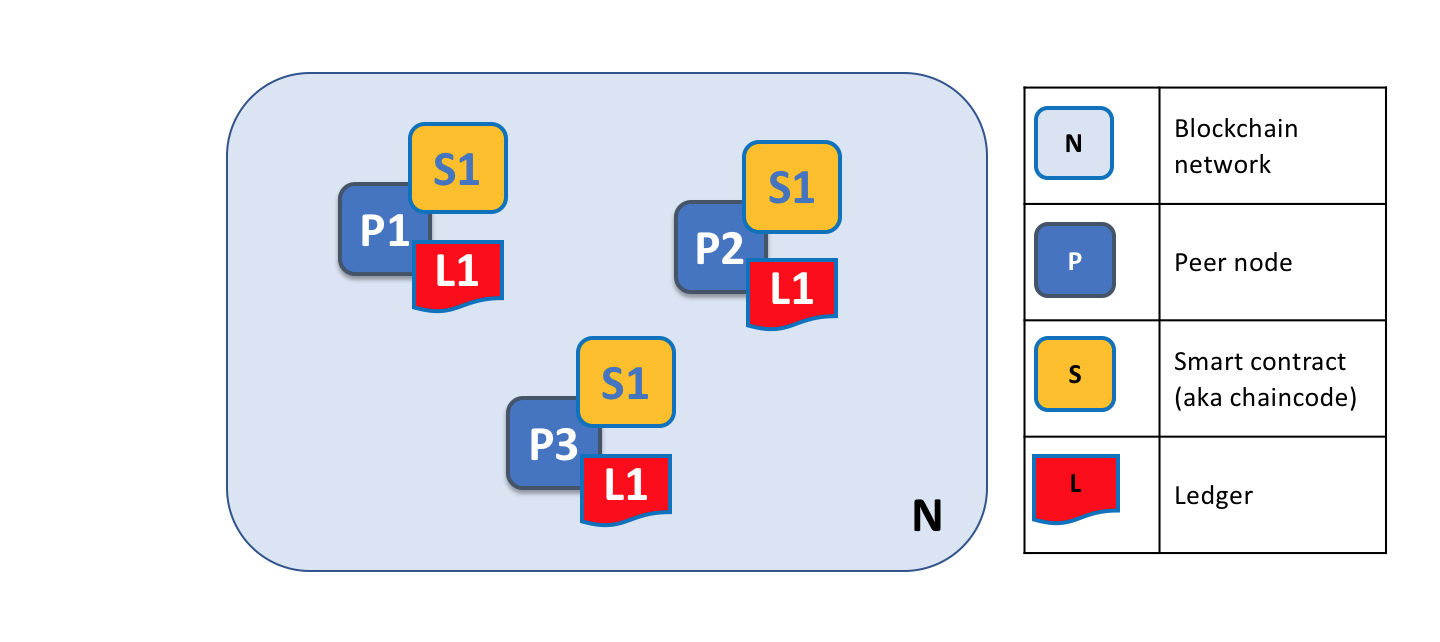 S1
P1
L1
S1
P2
L1
S1
P3
L1
N
N
Blockchain
network
P
Peer node
S
Smart contract
(aka chaincode)
L
Ledger